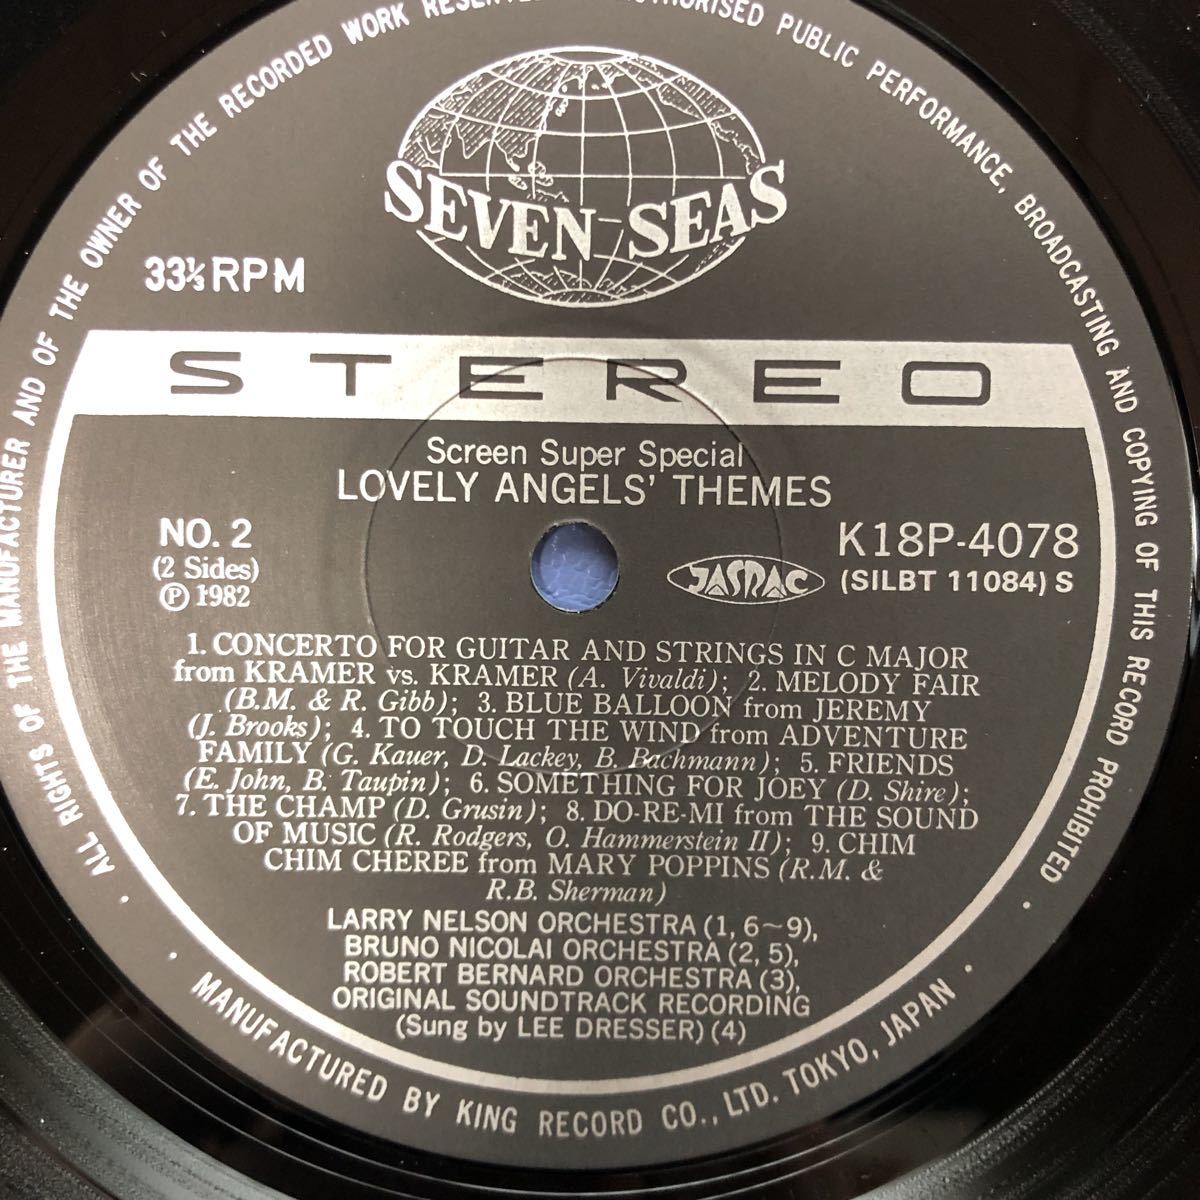 ALL RIGHTS OF THE MANUFACTURER AND OF THE OWNER OF THE RECORDED WORK PUBLIC PERFORMANCE, BROADCASTING AND COPYING OF THIS RECORD PROHIBITED
SEVEN SEAS
33⅓ RPM
STEREO
Screen Super Special
LOVELY ANGELS' THEMES
NO. 2
(2 Sides)
℗ 1982
JASRAC
K18P-4078
(SILBT 11084) S
1. CONCERTO FOR GUITAR AND STRINGS IN C MAJOR
from KRAMER vs. KRAMER (A. Vivaldi); 2. MELODY FAIR
(B.M. & R. Gibb); 3. BLUE BALLOON from JEREMY
(J. Brooks); 4. TO TOUCH THE WIND from ADVENTURE
FAMILY (G. Kauer, D. Lackey, B. Bachmann); 5. FRIENDS
(E. John, B. Taupin); 6. SOMETHING FOR JOEY (D. Shire);
7. THE CHAMP (D. Grusin); 8. DO-RE-MI from THE SOUND
OF MUSIC (R. Rodgers, O. Hammerstein II); 9. CHIM
CHIM CHEREE from MARY POPPINS (R.M. &
R.B. Sherman)
LARRY NELSON ORCHESTRA (1, 6~9),
BRUNO NICOLAI ORCHESTRA (2, 5),
ROBERT BERNARD ORCHESTRA (3),
ORIGINAL SOUNDTRACK RECORDING
(Sung by LEE DRESSER) (4)
MANUFACTURED BY KING RECORD CO., LTD. TOKYO, JAPAN